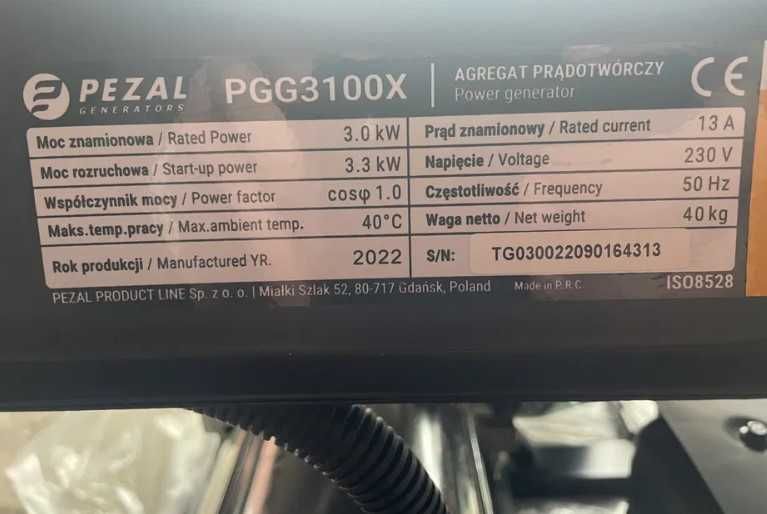 PEZAL GENERATORS PGG3100X AGREGAT PRĄDOTWÓRCZY
Power generator CE
Moc znamionowa / Rated Power 3.0 kW
Moc rozruchowa / Start-up power 3.3 kW
Współczynnik mocy / Power factor cosφ 1.0
Maks.temp.pracy / Max.ambient temp. 40°C
Rok produkcji / Manufactured YR. 2022
Prąd znamionowy / Rated current 13 A
Napięcie / Voltage 230 V
Częstotliwość / Frequency 50 Hz
Waga netto / Net weight 40 kg
S/N: TG030022090164313
PEZAL PRODUCT LINE Sp. z o. o. | Miałki Szlak 52, 80-717 Gdańsk, Poland Made in P.R.C. ISO8528